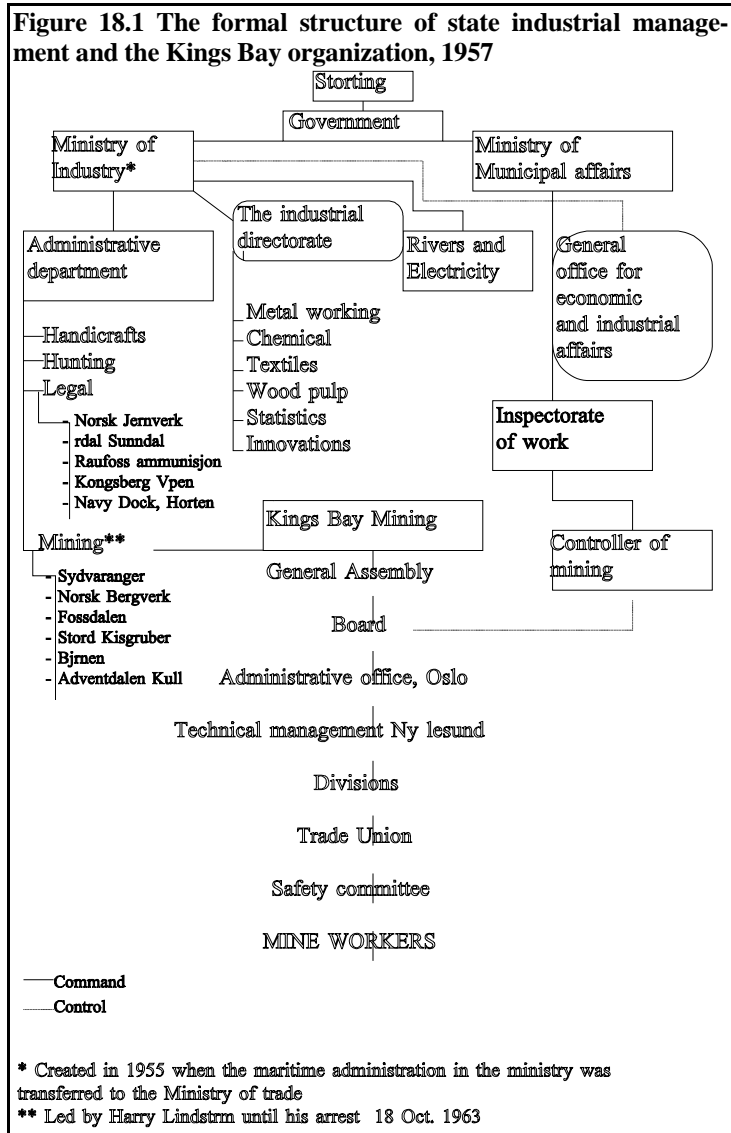 Figure 18.1 The formal structure of state industrial manage-
ment and the Kings Bay organization, 1957
Storting
Government
Ministry of
Industry*
Ministry of
Municipal affairs
The industrial
directorate
Administrative
department
Rivers and
Electricity
General
office for
economic
and industrial
affairs
Handicrafts
Hunting
Legal
- Norsk Jernverk
- rdal Sunndal
- Raufoss ammunisjon
- Kongsberg Vpen
- Navy Dock, Horten
Metal working
Chemical
Textiles
Wood pulp
Statistics
Innovations
Inspectorate
of work
Mining**
- Sydvaranger
- Norsk Bergverk
- Fossdalen
- Stord Kisgruber
- Bjrnen
- Adventdalen Kull
Kings Bay Mining
General Assembly
Board
Administrative office, Oslo
Technical management Ny lesund
Divisions
Trade Union
Safety committee
MINE WORKERS
Controller of
mining
Command
Control
* Created in 1955 when the maritime administration in the ministry was
transferred to the Ministry of trade
** Led by Harry Lindstrm until his arrest 18 Oct. 1963